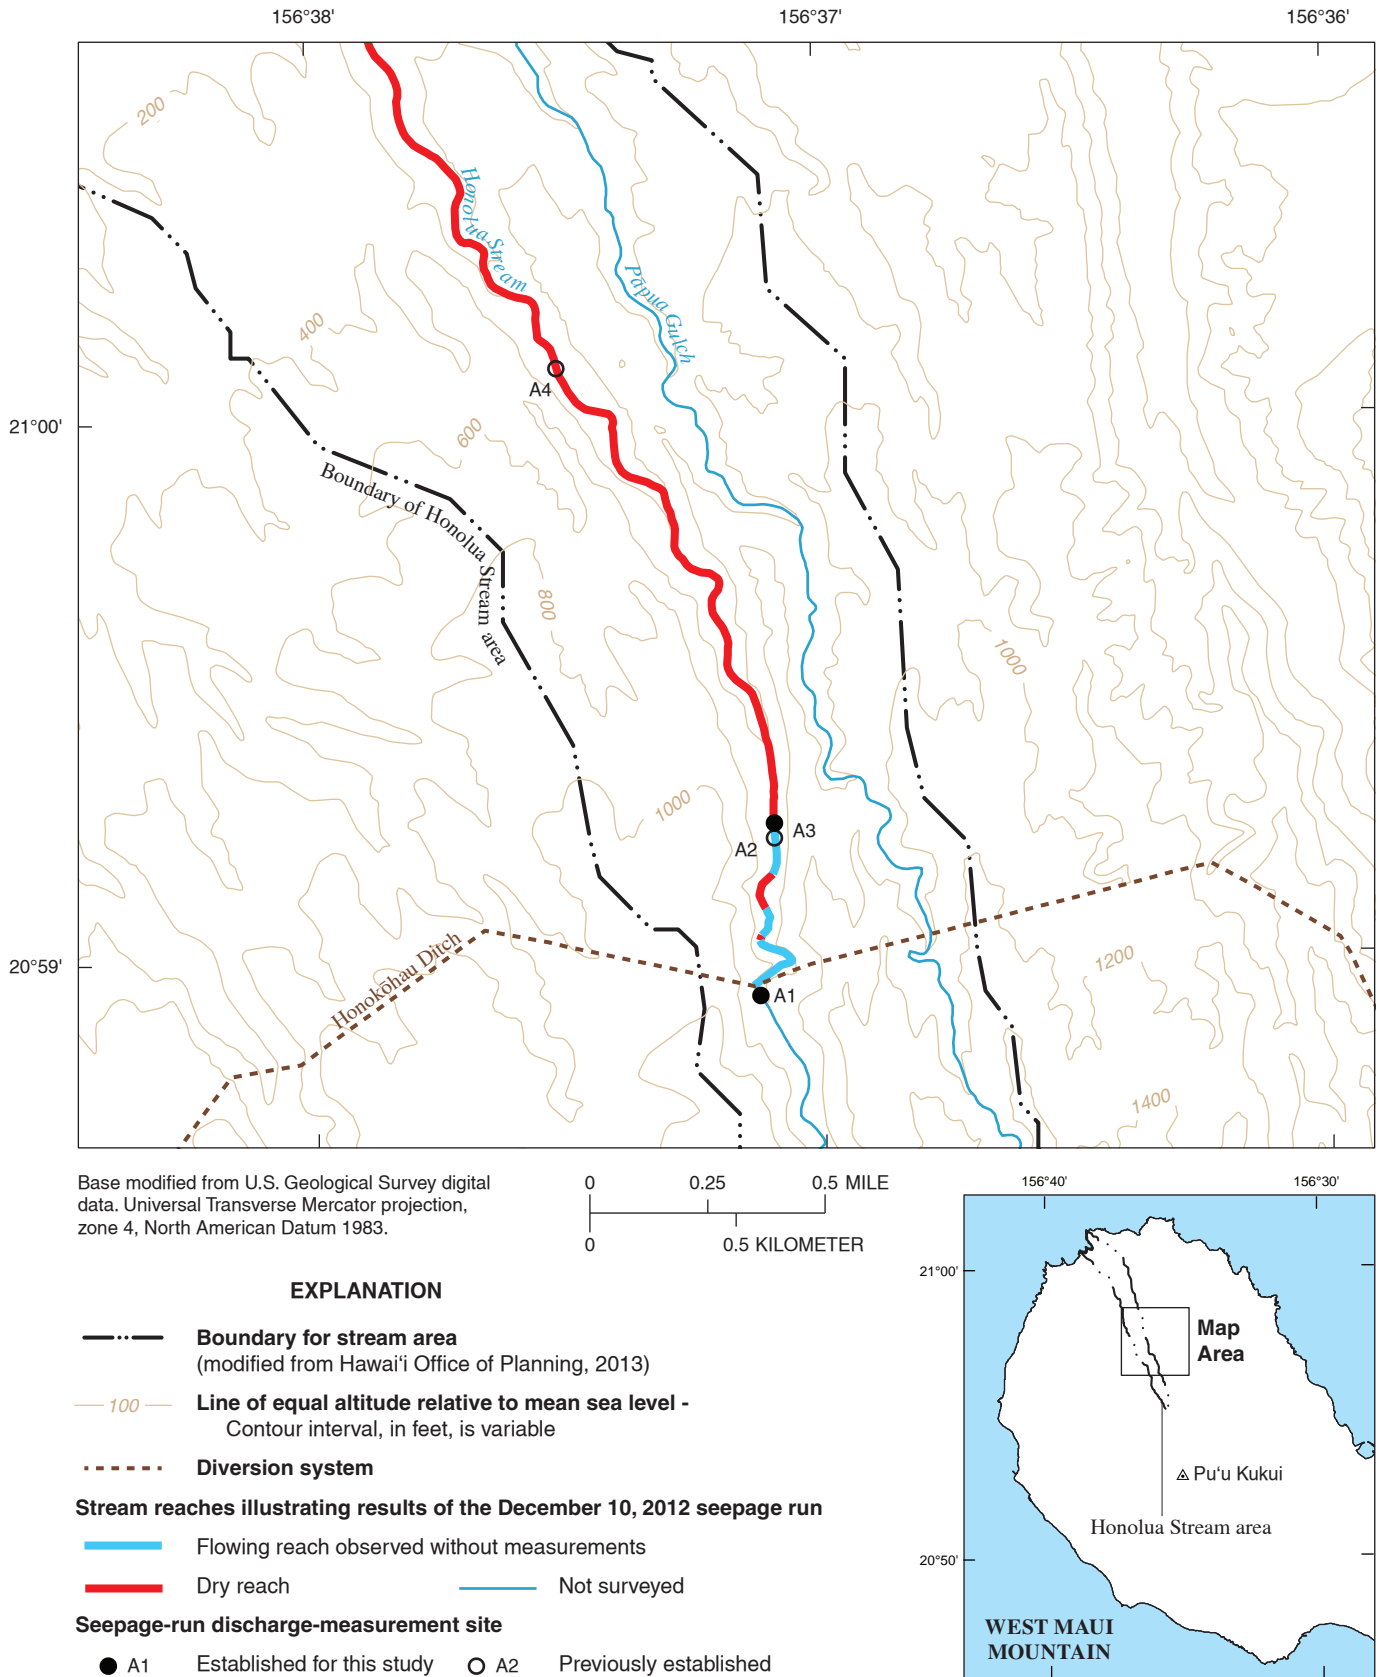 156°38'
156°37'
156°36'
200
Honolua Stream
Pāpua Gulch
400
A4
21°00'
600
Boundary of Honolua Stream area
800
1000
1000
A3
A2
20°59'
Honokōhau Ditch
1200
A1
1400
Base modified from U.S. Geological Survey digital
data. Universal Transverse Mercator projection,
zone 4, North American Datum 1983.
0 0.25 0.5 MILE
0 0.5 KILOMETER
EXPLANATION
Boundary for stream area
(modified from Hawai‘i Office of Planning, 2013)
100 Line of equal altitude relative to mean sea level -
Contour interval, in feet, is variable
Diversion system
Stream reaches illustrating results of the December 10, 2012 seepage run
Flowing reach observed without measurements
Dry reach Not surveyed
Seepage-run discharge-measurement site
A1 Established for this study A2 Previously established
156°40' 156°30'
21°00'
Map
Area
Pu‘u Kukui
Honolua Stream area
20°50'
WEST MAUI
MOUNTAIN